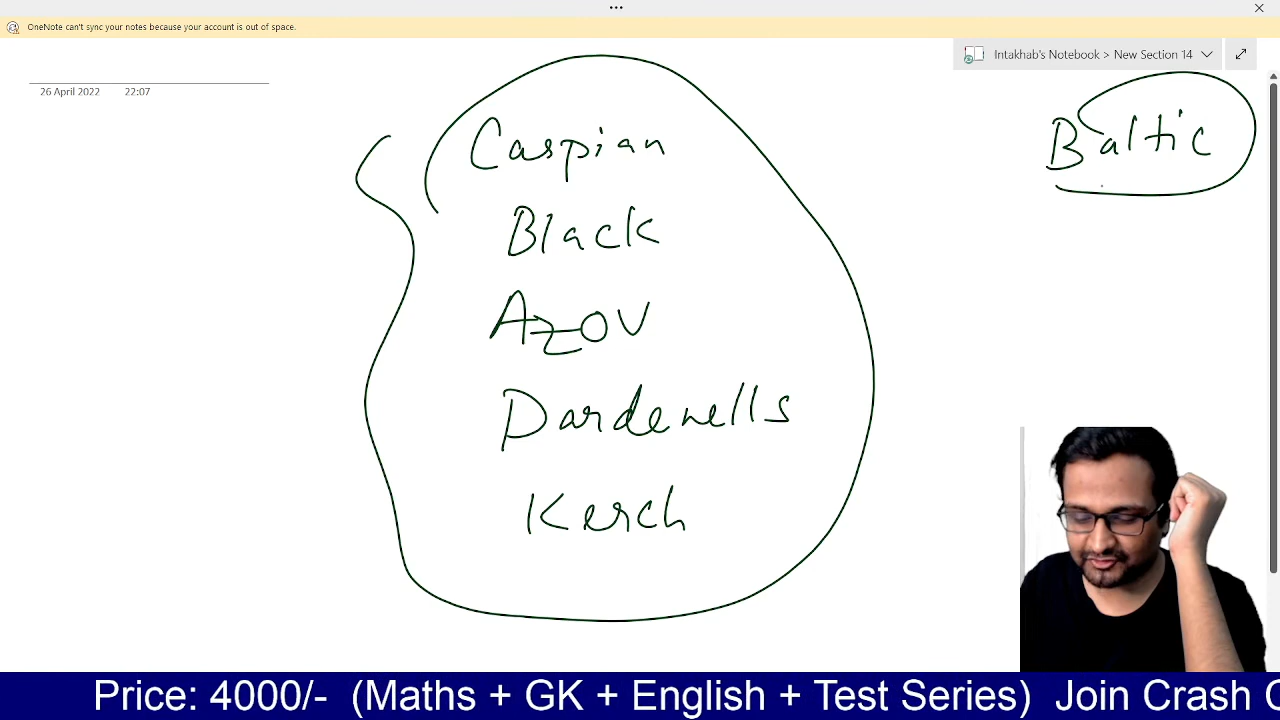 OneNote can't sync your notes because your account is out of space.
Intakhab's Notebook > New Section 14
26 April 2022 22:07
Baltic
Caspian
Black
Azov
Dardenells
Kerch
Price: 4000/- (Maths + GK + English + Test Series) Join Crash C